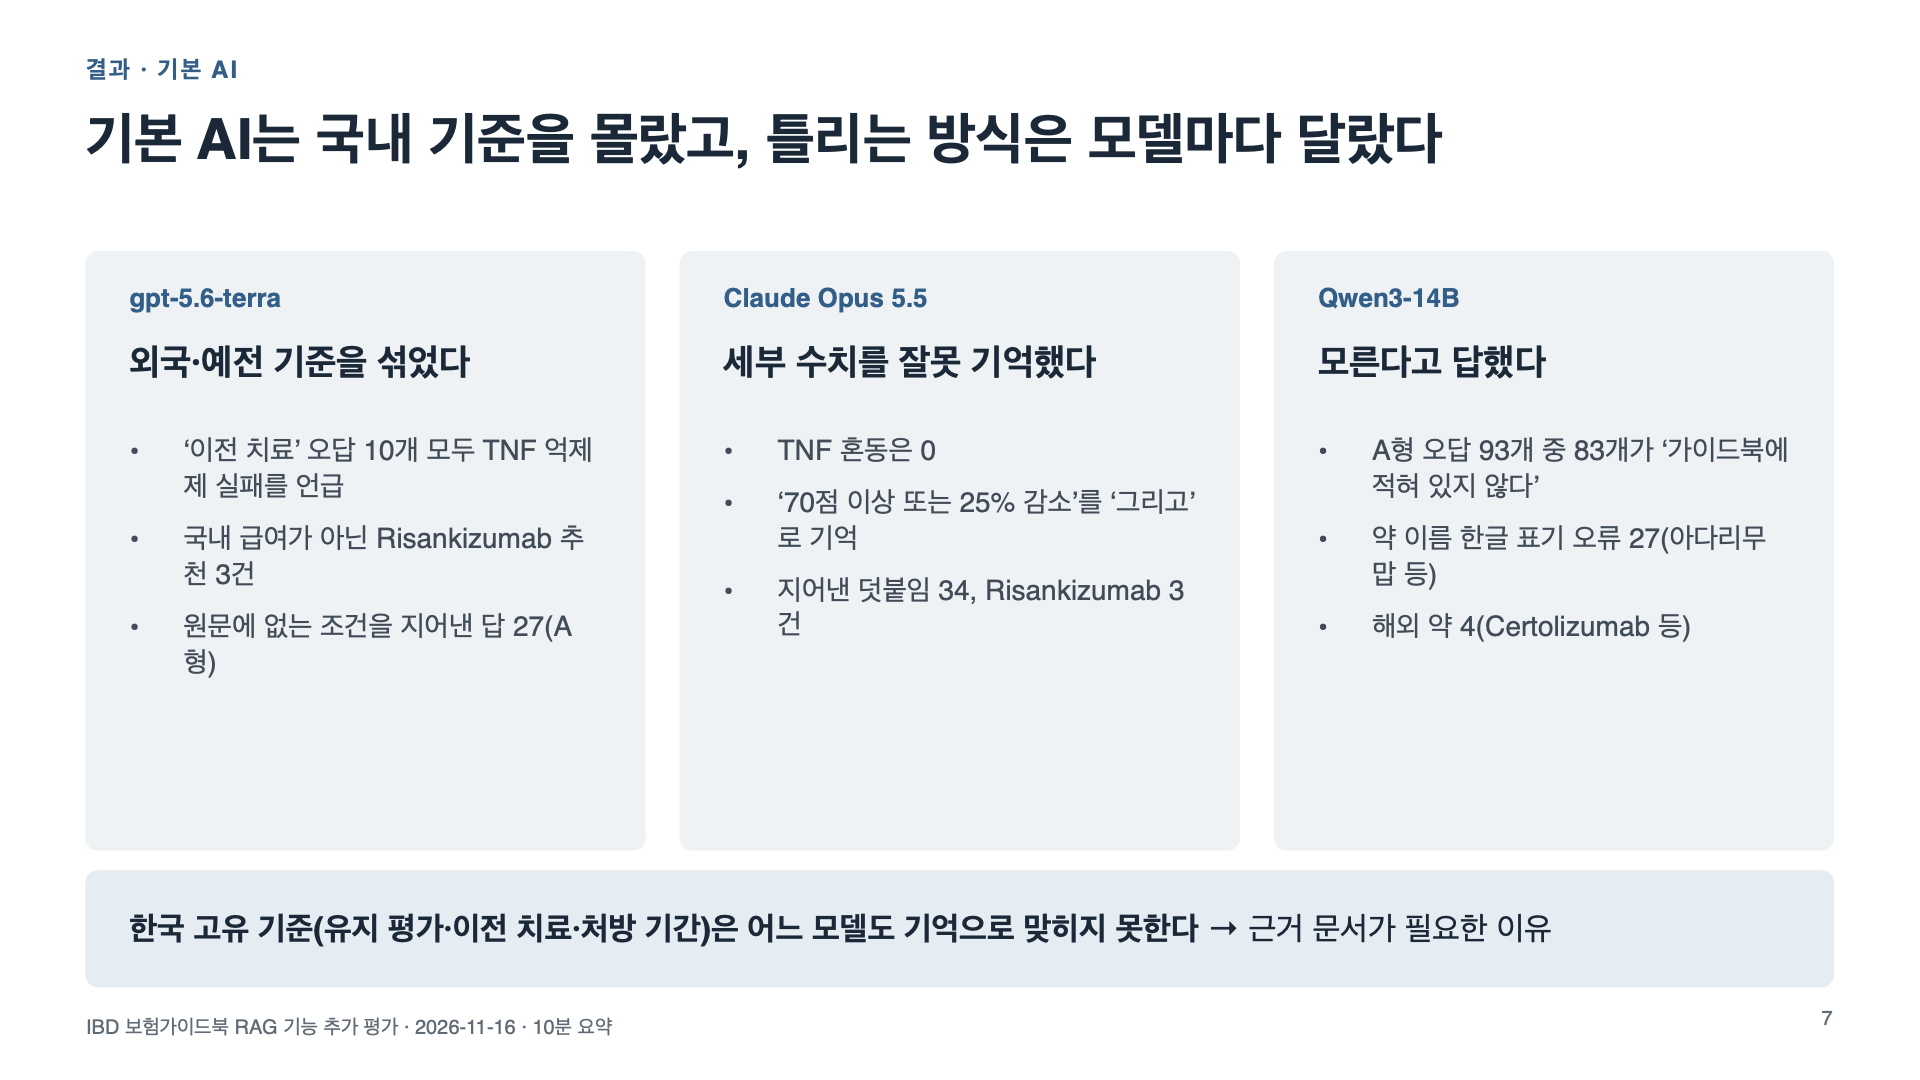 결과 · 기본 AI
기본 AI는 국내 기준을 몰랐고, 틀리는 방식은 모델마다 달랐다
gpt-5.6-terra
외국·예전 기준을 섞었다
• ‘이전 치료’ 오답 10개 모두 TNF 억제
제 실패를 언급
• 국내 급여가 아닌 Risankizumab 추
천 3건
• 원문에 없는 조건을 지어낸 답 27(A
형)
Claude Opus 5.5
세부 수치를 잘못 기억했다
• TNF 혼동은 0
• ‘70점 이상 또는 25% 감소’를 ‘그리고’
로 기억
• 지어낸 덧붙임 34, Risankizumab 3
건
Qwen3-14B
모른다고 답했다
• A형 오답 93개 중 83개가 ‘가이드북에
적혀 있지 않다’
• 약 이름 한글 표기 오류 27(아다리무
맙 등)
• 해외 약 4(Certolizumab 등)
한국 고유 기준(유지 평가·이전 치료·처방 기간)은 어느 모델도 기억으로 맞히지 못한다 → 근거 문서가 필요한 이유
IBD 보험가이드북 RAG 기능 추가 평가 · 2026-11-16 · 10분 요약
7